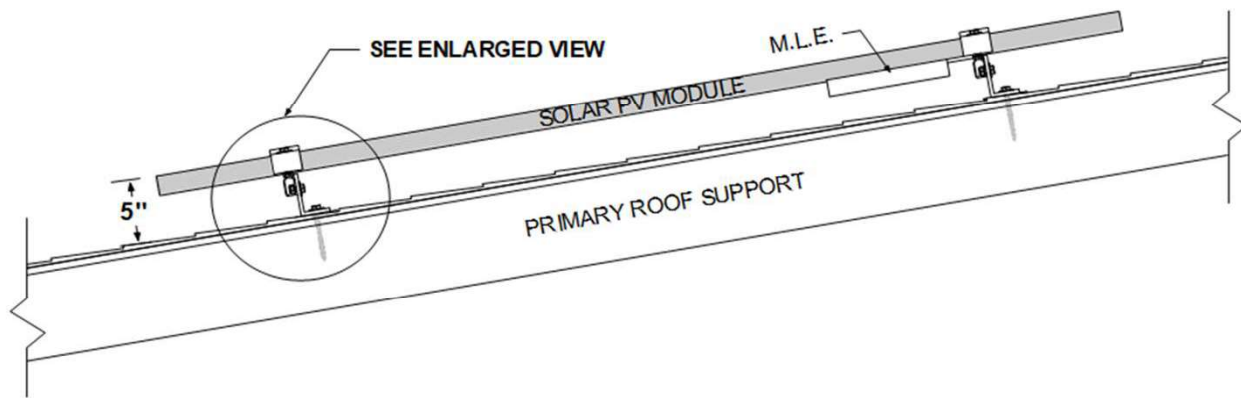 SEE ENLARGED VIEW
M.L.E.
SOLAR PV MODULE
5"
PRIMARY ROOF SUPPORT